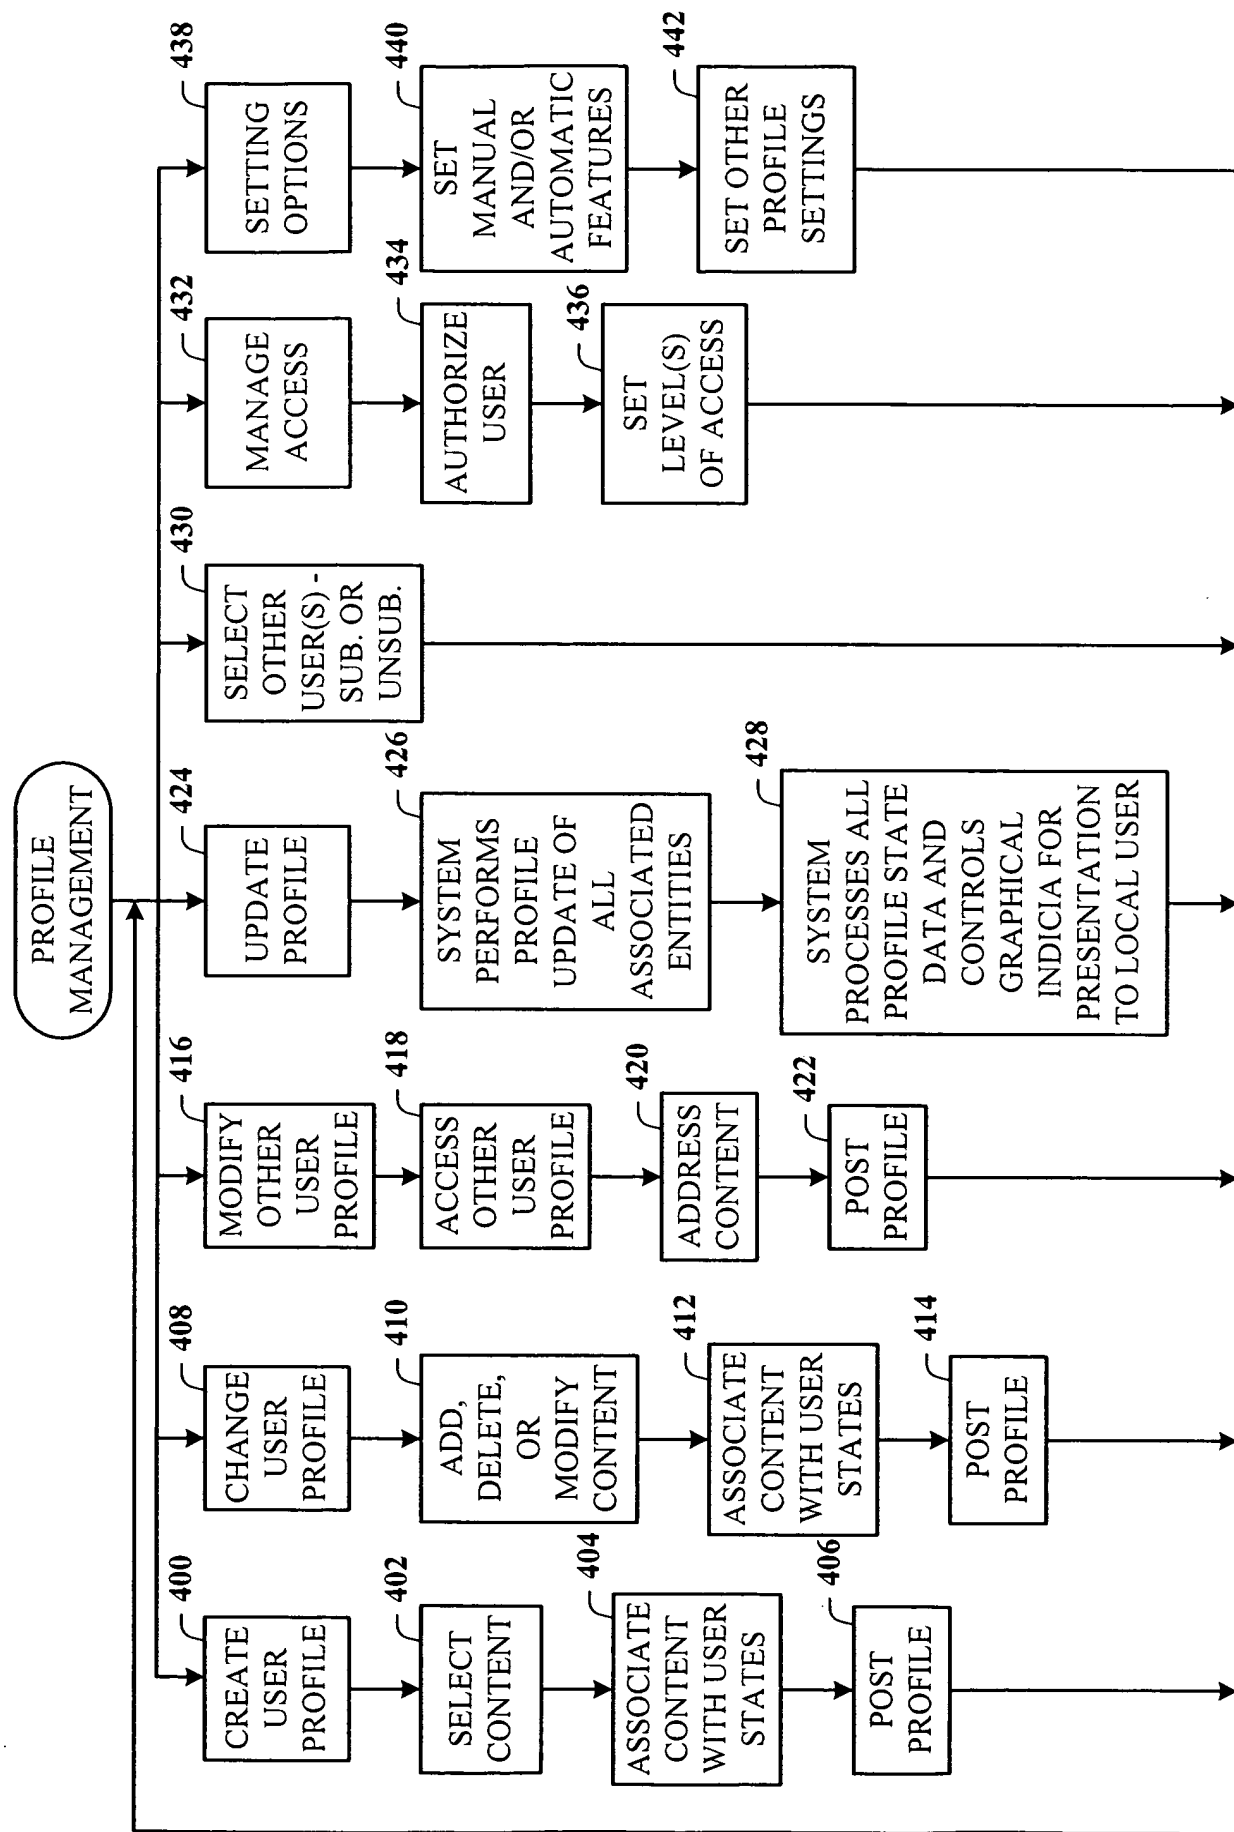 PROFILE
MANAGEMENT
400
CREATE
USER
PROFILE
402
SELECT
CONTENT
404
ASSOCIATE
CONTENT
WITH USER
STATES
406
POST
PROFILE
408
CHANGE
USER
PROFILE
410
ADD,
DELETE,
OR
MODIFY
CONTENT
412
ASSOCIATE
CONTENT
WITH USER
STATES
414
POST
PROFILE
416
MODIFY
OTHER
USER
PROFILE
418
ACCESS
OTHER
USER
PROFILE
420
ADDRESS
CONTENT
422
POST
PROFILE
424
UPDATE
PROFILE
426
SYSTEM
PERFORMS
PROFILE
UPDATE OF
ALL
ASSOCIATED
ENTITIES
428
SYSTEM
PROCESSES ALL
PROFILE STATE
DATA AND
CONTROLS
GRAPHICAL
INDICIA FOR
PRESENTATION
TO LOCAL USER
430
SELECT
OTHER
USER(S) -
SUB. OR
UNSUB.
432
MANAGE
ACCESS
434
AUTHORIZE
USER
436
SET
LEVEL(S)
OF ACCESS
438
SETTING
OPTIONS
440
SET
MANUAL
AND/OR
AUTOMATIC
FEATURES
442
SET OTHER
PROFILE
SETTINGS